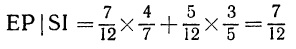 EP|SI = 7/12 × 4/7 + 5/12 × 3/5 = 7/12